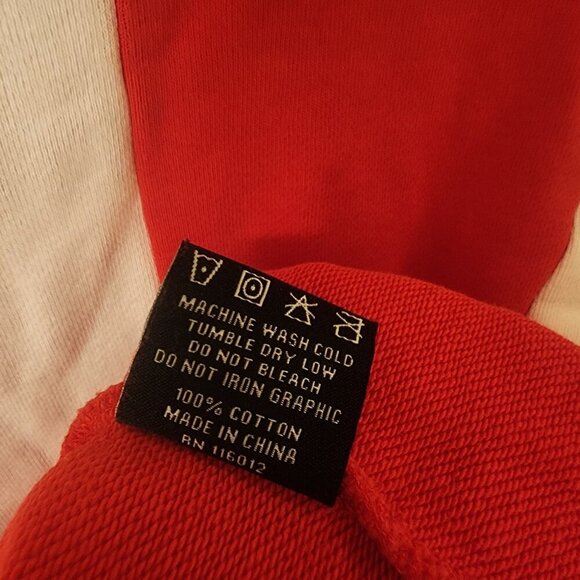 MACHINE WASH COLD
TUMBLE DRY LOW
DO NOT BLEACH
DO NOT IRON GRAPHIC
100% COTTON
MADE IN CHINA
RN 116012